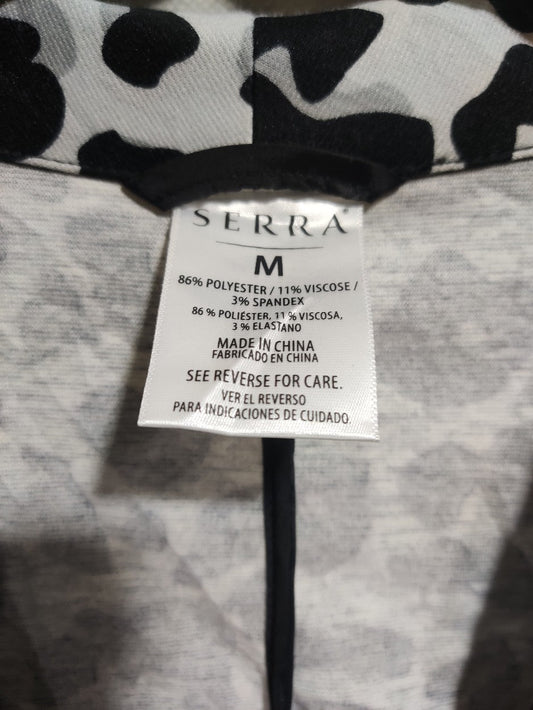 SERRA®
M
86% POLYESTER / 11% VISCOSE /
3% SPANDEX
86 % POLIÉSTER, 11 % VISCOSA,
3 % ELASTANO
MADE IN CHINA
FABRICADO EN CHINA
SEE REVERSE FOR CARE.
VER EL REVERSO
PARA INDICACIONES DE CUIDADO.